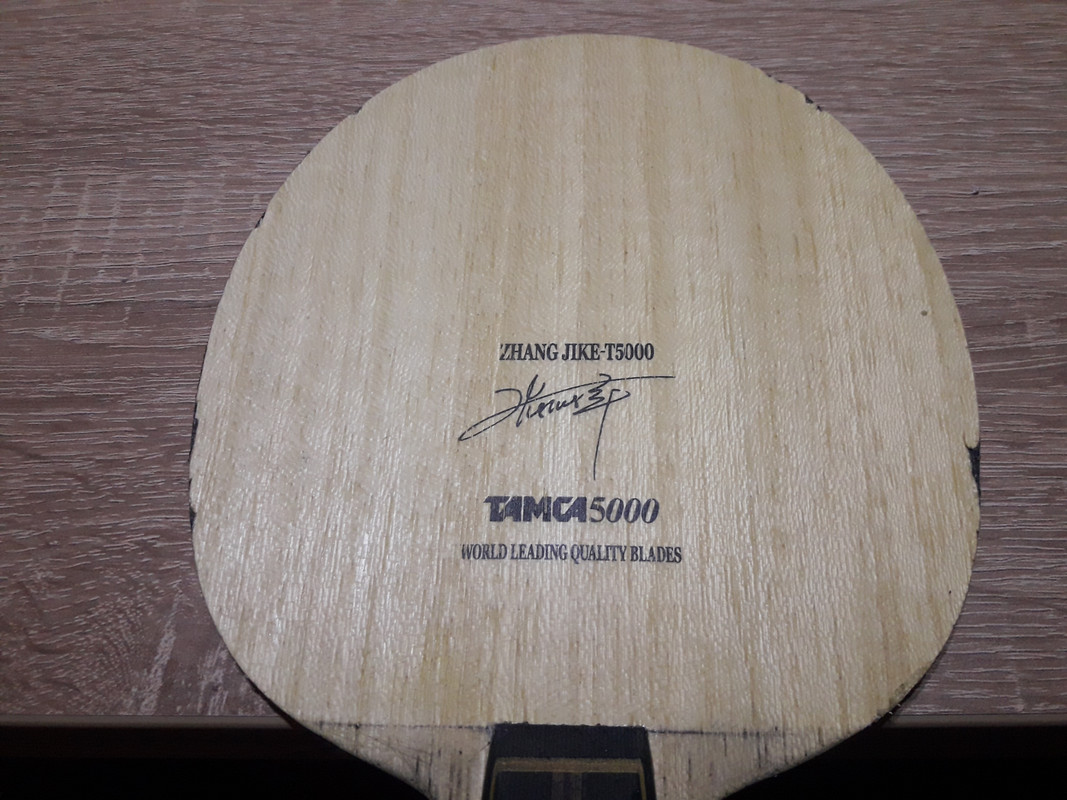 ZHANG JIKE-T5000
TAMCA5000
WORLD LEADING QUALITY BLADES